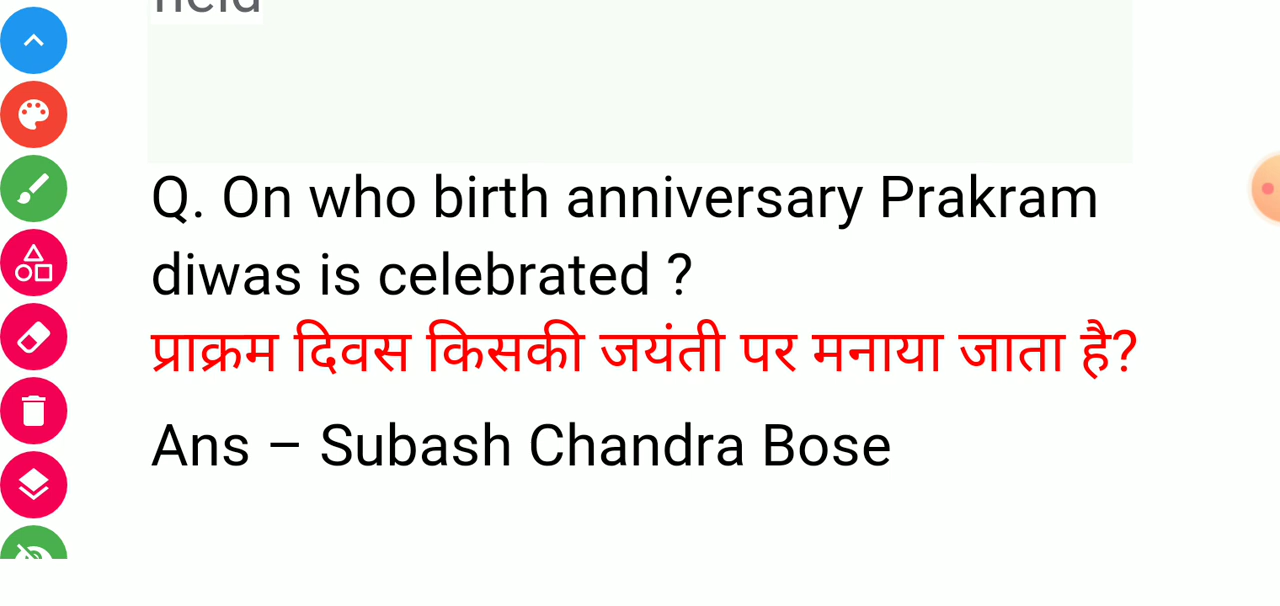 Q. On who birth anniversary Prakram
diwas is celebrated ?
प्राक्रम दिवस किसकी जयंती पर मनाया जाता है?
Ans – Subash Chandra Bose